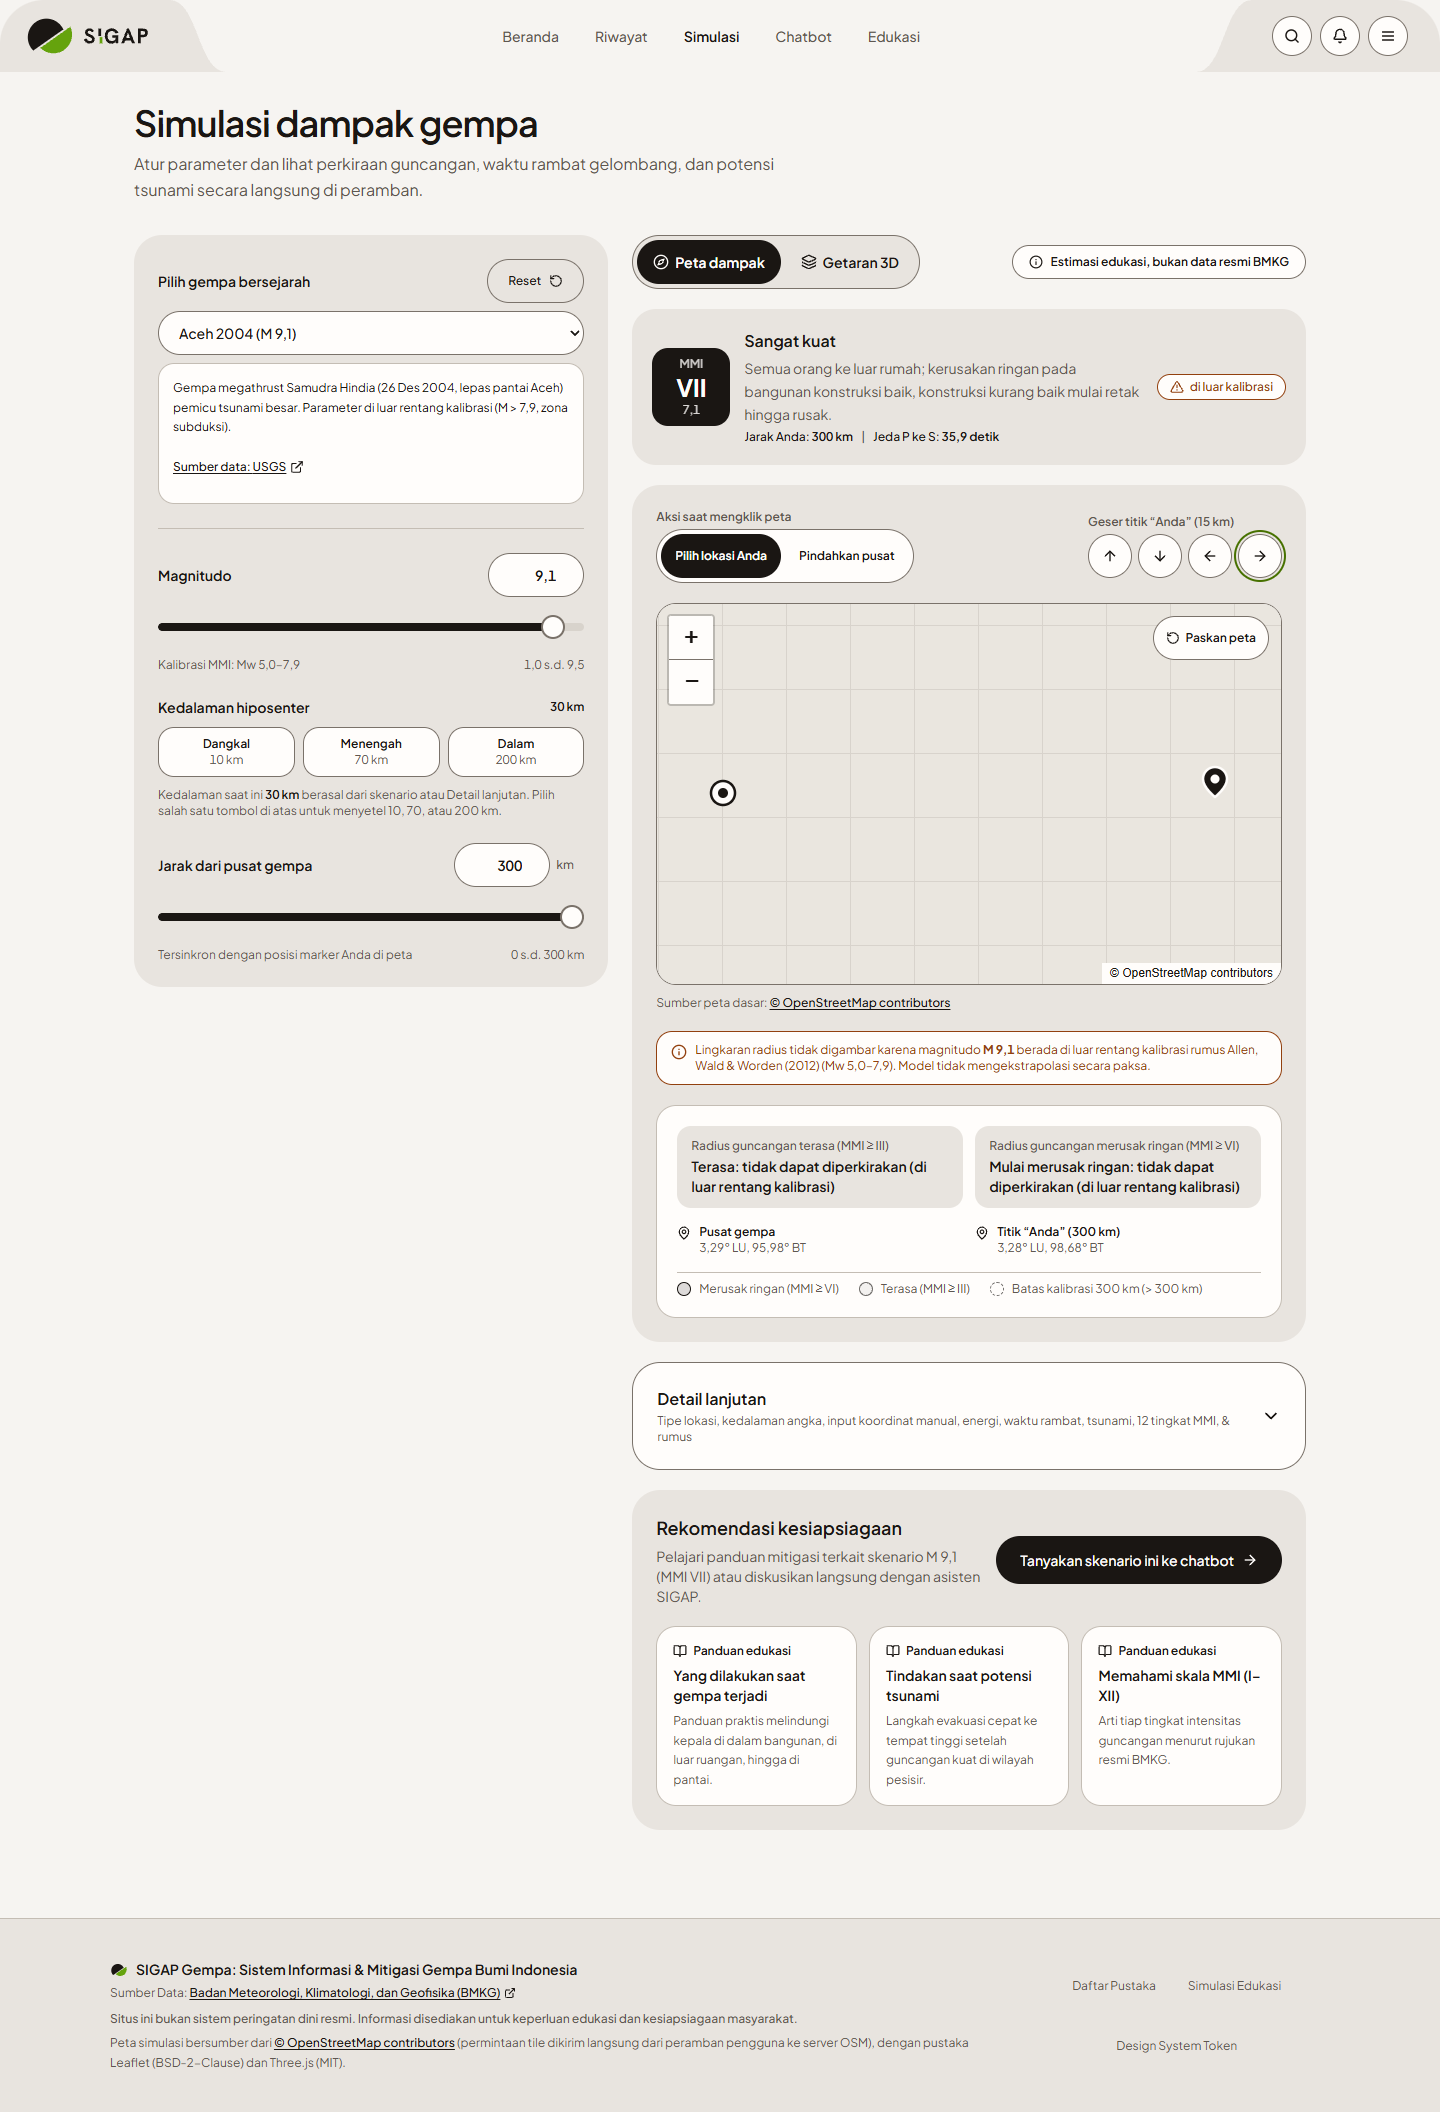 SIGAP
Beranda
Riwayat
Simulasi
Chatbot
Edukasi
Simulasi dampak gempa
Atur parameter dan lihat perkiraan guncangan, waktu rambat gelombang, dan potensi
tsunami secara langsung di peramban.
Pilih gempa bersejarah
Reset
Aceh 2004 (M 9,1)
Gempa megathrust Samudra Hindia (26 Des 2004, lepas pantai Aceh)
pemicu tsunami besar. Parameter di luar rentang kalibrasi (M > 7,9, zona
subduksi).
Sumber data: USGS
Magnitudo
9,1
Kalibrasi MMI: Mw 5,0–7,9
1,0 s.d. 9,5
Kedalaman hiposenter
30 km
Dangkal
10 km
Menengah
70 km
Dalam
200 km
Kedalaman saat ini 30 km berasal dari skenario atau Detail lanjutan. Pilih
salah satu tombol di atas untuk menyetel 10, 70, atau 200 km.
Jarak dari pusat gempa
300
km
Tersinkron dengan posisi marker Anda di peta
0 s.d. 300 km
Peta dampak
Getaran 3D
Estimasi edukasi, bukan data resmi BMKG
MMI
VII
7,1
Sangat kuat
Semua orang ke luar rumah; kerusakan ringan pada
bangunan konstruksi baik, konstruksi kurang baik mulai retak
hingga rusak.
Jarak Anda: 300 km | Jeda P ke S: 35,9 detik
di luar kalibrasi
Aksi saat mengklik peta
Pilih lokasi Anda
Pindahkan pusat
Geser titik “Anda” (15 km)
+
−
Paskan peta
© OpenStreetMap contributors
Sumber peta dasar: © OpenStreetMap contributors
Lingkaran radius tidak digambar karena magnitudo M 9,1 berada di luar rentang kalibrasi rumus Allen,
Wald & Worden (2012) (Mw 5,0–7,9). Model tidak mengekstrapolasi secara paksa.
Radius guncangan terasa (MMI ≥ III)
Terasa: tidak dapat diperkirakan (di
luar rentang kalibrasi)
Radius guncangan merusak ringan (MMI ≥ VI)
Mulai merusak ringan: tidak dapat
diperkirakan (di luar rentang kalibrasi)
Pusat gempa
3,29° LU, 95,98° BT
Titik “Anda” (300 km)
3,28° LU, 98,68° BT
Merusak ringan (MMI ≥ VI)
Terasa (MMI ≥ III)
Batas kalibrasi 300 km (> 300 km)
Detail lanjutan
Tipe lokasi, kedalaman angka, input koordinat manual, energi, waktu rambat, tsunami, 12 tingkat MMI, &
rumus
Rekomendasi kesiapsiagaan
Pelajari panduan mitigasi terkait skenario M 9,1
(MMI VII) atau diskusikan langsung dengan asisten
SIGAP.
Tanyakan skenario ini ke chatbot
Panduan edukasi
Yang dilakukan saat
gempa terjadi
Panduan praktis melindungi
kepala di dalam bangunan, di
luar ruangan, hingga di
pantai.
Panduan edukasi
Tindakan saat potensi
tsunami
Langkah evakuasi cepat ke
tempat tinggi setelah
guncangan kuat di wilayah
pesisir.
Panduan edukasi
Memahami skala MMI (I–
XII)
Arti tiap tingkat intensitas
guncangan menurut rujukan
resmi BMKG.
SIGAP Gempa: Sistem Informasi & Mitigasi Gempa Bumi Indonesia
Sumber Data: Badan Meteorologi, Klimatologi, dan Geofisika (BMKG)
Situs ini bukan sistem peringatan dini resmi. Informasi disediakan untuk keperluan edukasi dan kesiapsiagaan masyarakat.
Peta simulasi bersumber dari © OpenStreetMap contributors (permintaan tile dikirim langsung dari peramban pengguna ke server OSM), dengan pustaka
Leaflet (BSD-2-Clause) dan Three.js (MIT).
Daftar Pustaka
Simulasi Edukasi
Design System Token